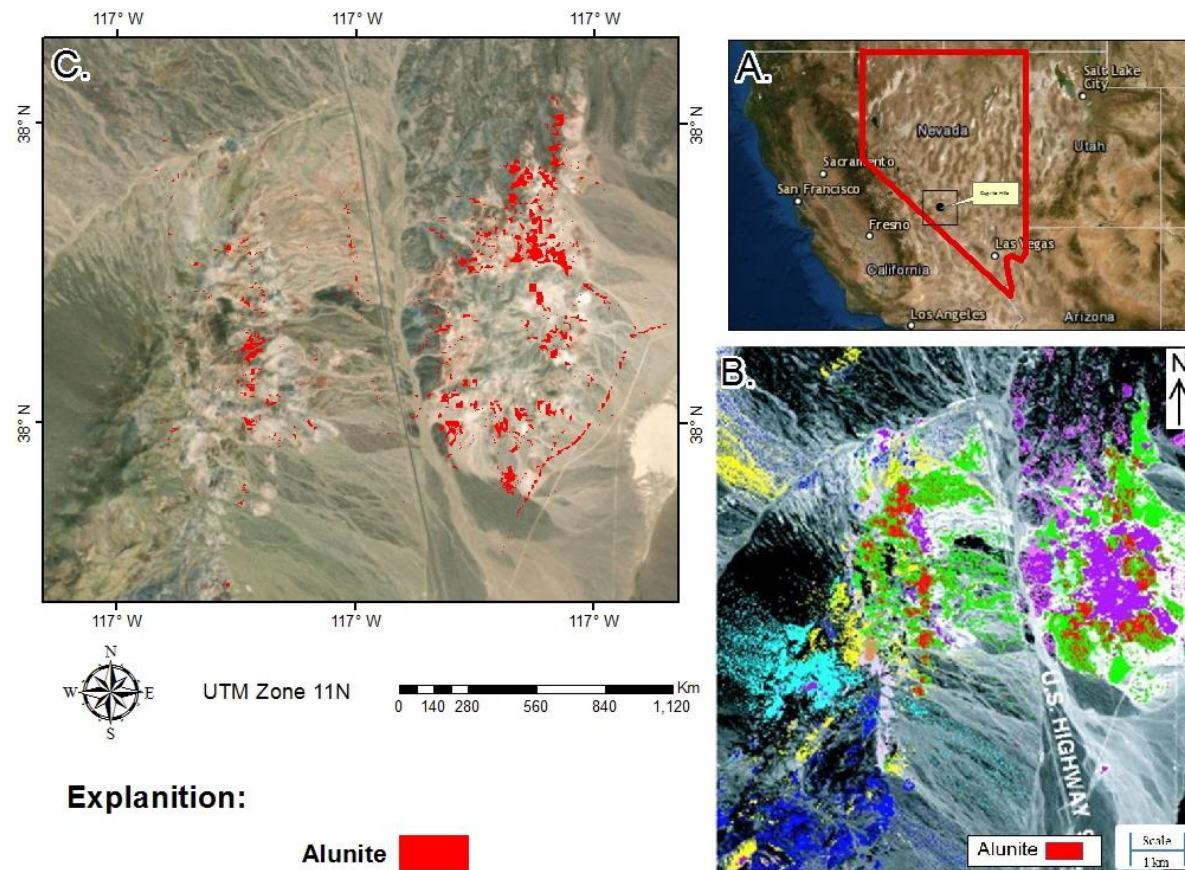 117° W 117° W 117° W
C.
38° N
38° N
38° N
38° N
117° W 117° W 117° W
A.
Salt Lake
City
Nevada
Utah
Sacramento
San Francisco
Fresno
Las Vegas
California
Los Angeles
Arizona
B.
N
U.S HIGHWAY
Alunite
Scale
1 km
N
W E
S
UTM Zone 11N
Km
0 140 280 560 840 1,120
Explanition:
Alunite